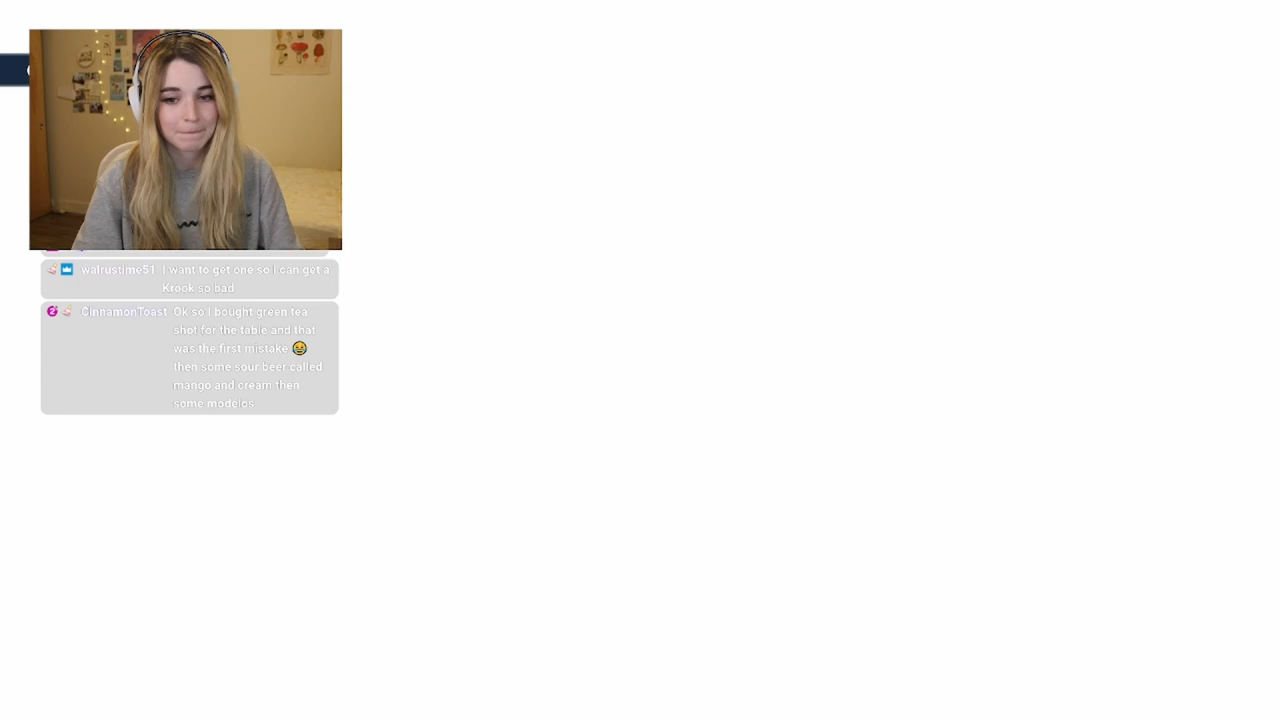 walrustime51 I want to get one so I can get a
Krook so bad
CinnamonToast Ok so I bought green tea
shot for the table and that
was the first mistake 😂
then some sour beer called
mango and cream then
some modelos